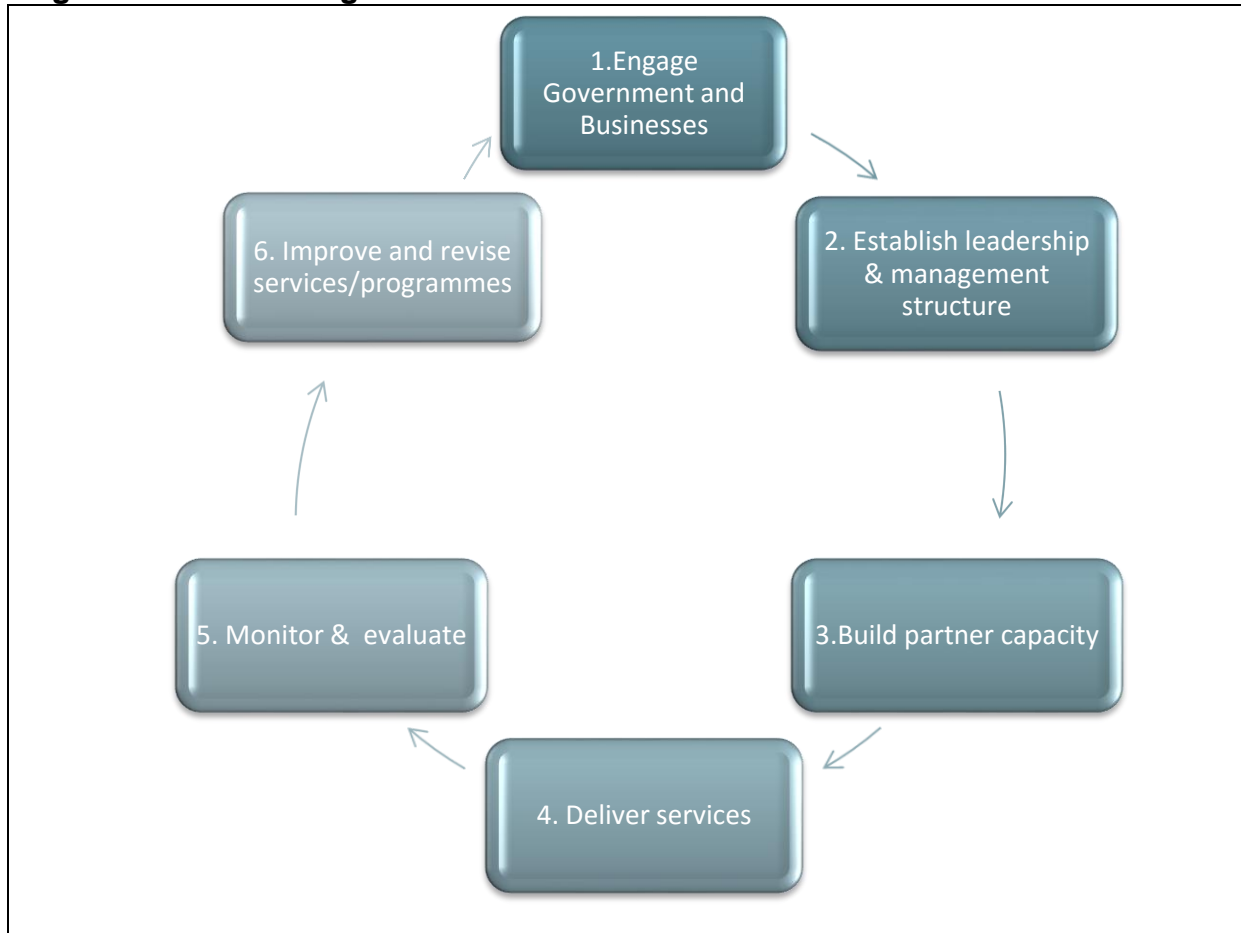 1.Engage
Government and
Businesses
2. Establish leadership
& management
structure
3.Build partner capacity
4. Deliver services
5. Monitor &  evaluate
6. Improve and revise
services/programmes